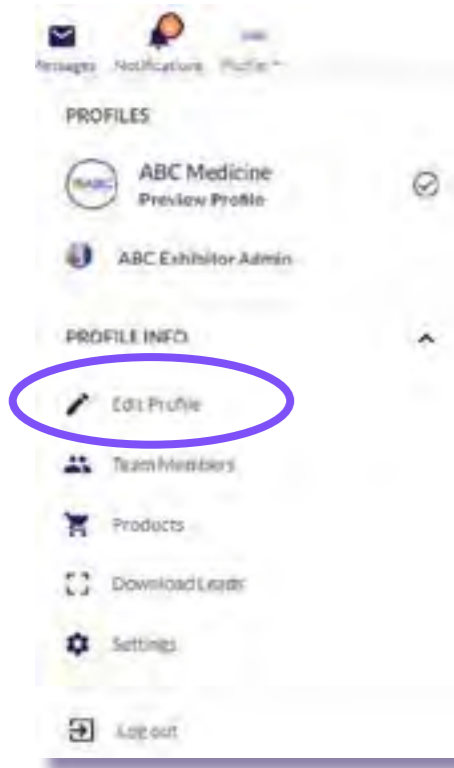 Messages Notifications Profile
PROFILES
ABC Medicine
Preview Profile
ABC Exhibitor Admin
PROFILE INFO
Edit Profile
Team Members
Products
Download Leads
Settings
Log out